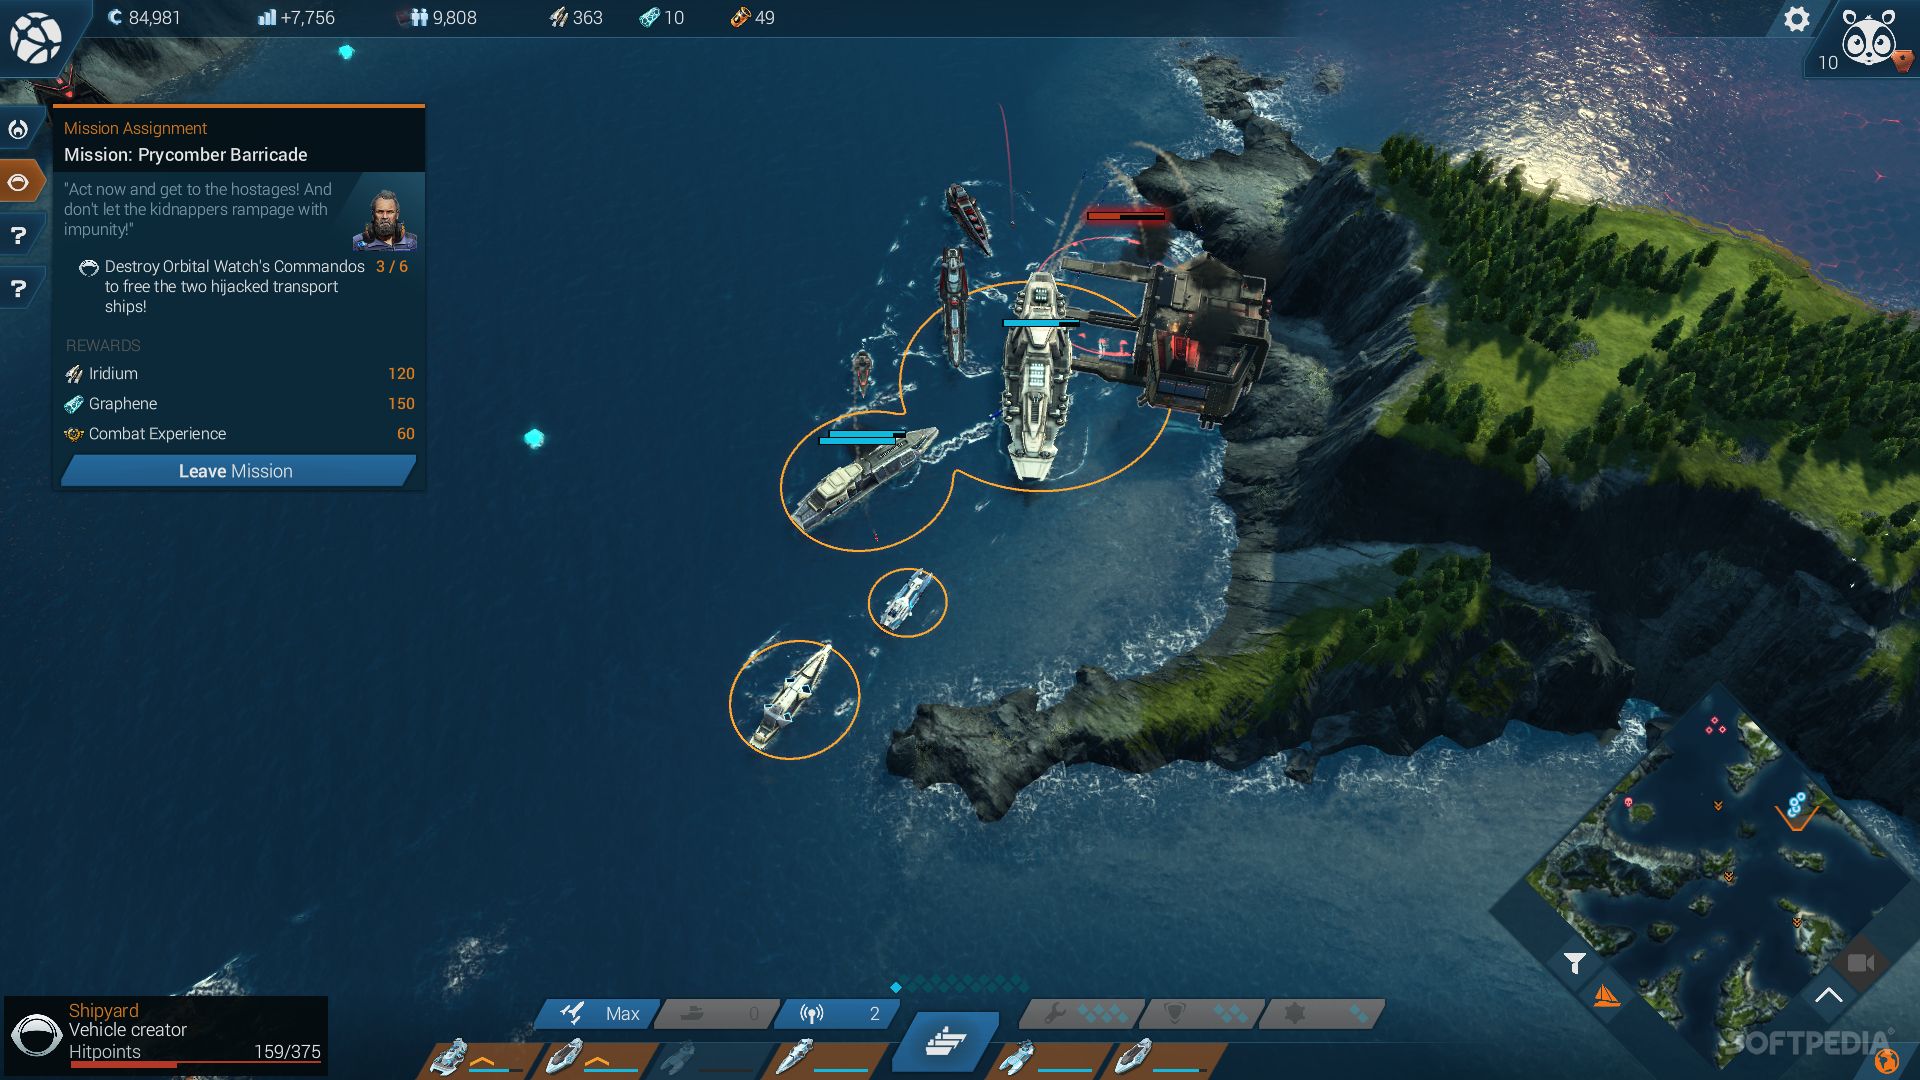 84,981 +7,756 9,808 363 10 49
10
Mission Assignment
Mission: Prycomber Barricade
"Act now and get to the hostages! And
don't let the kidnappers rampage with
impunity!"
Destroy Orbital Watch's Commandos 3 / 6
to free the two hijacked transport
ships!
REWARDS
Iridium 120
Graphene 150
Combat Experience 60
Leave Mission
?
?
Shipyard
Vehicle creator
Hitpoints 159/375
Max 0 2
SOFTPEDIA®